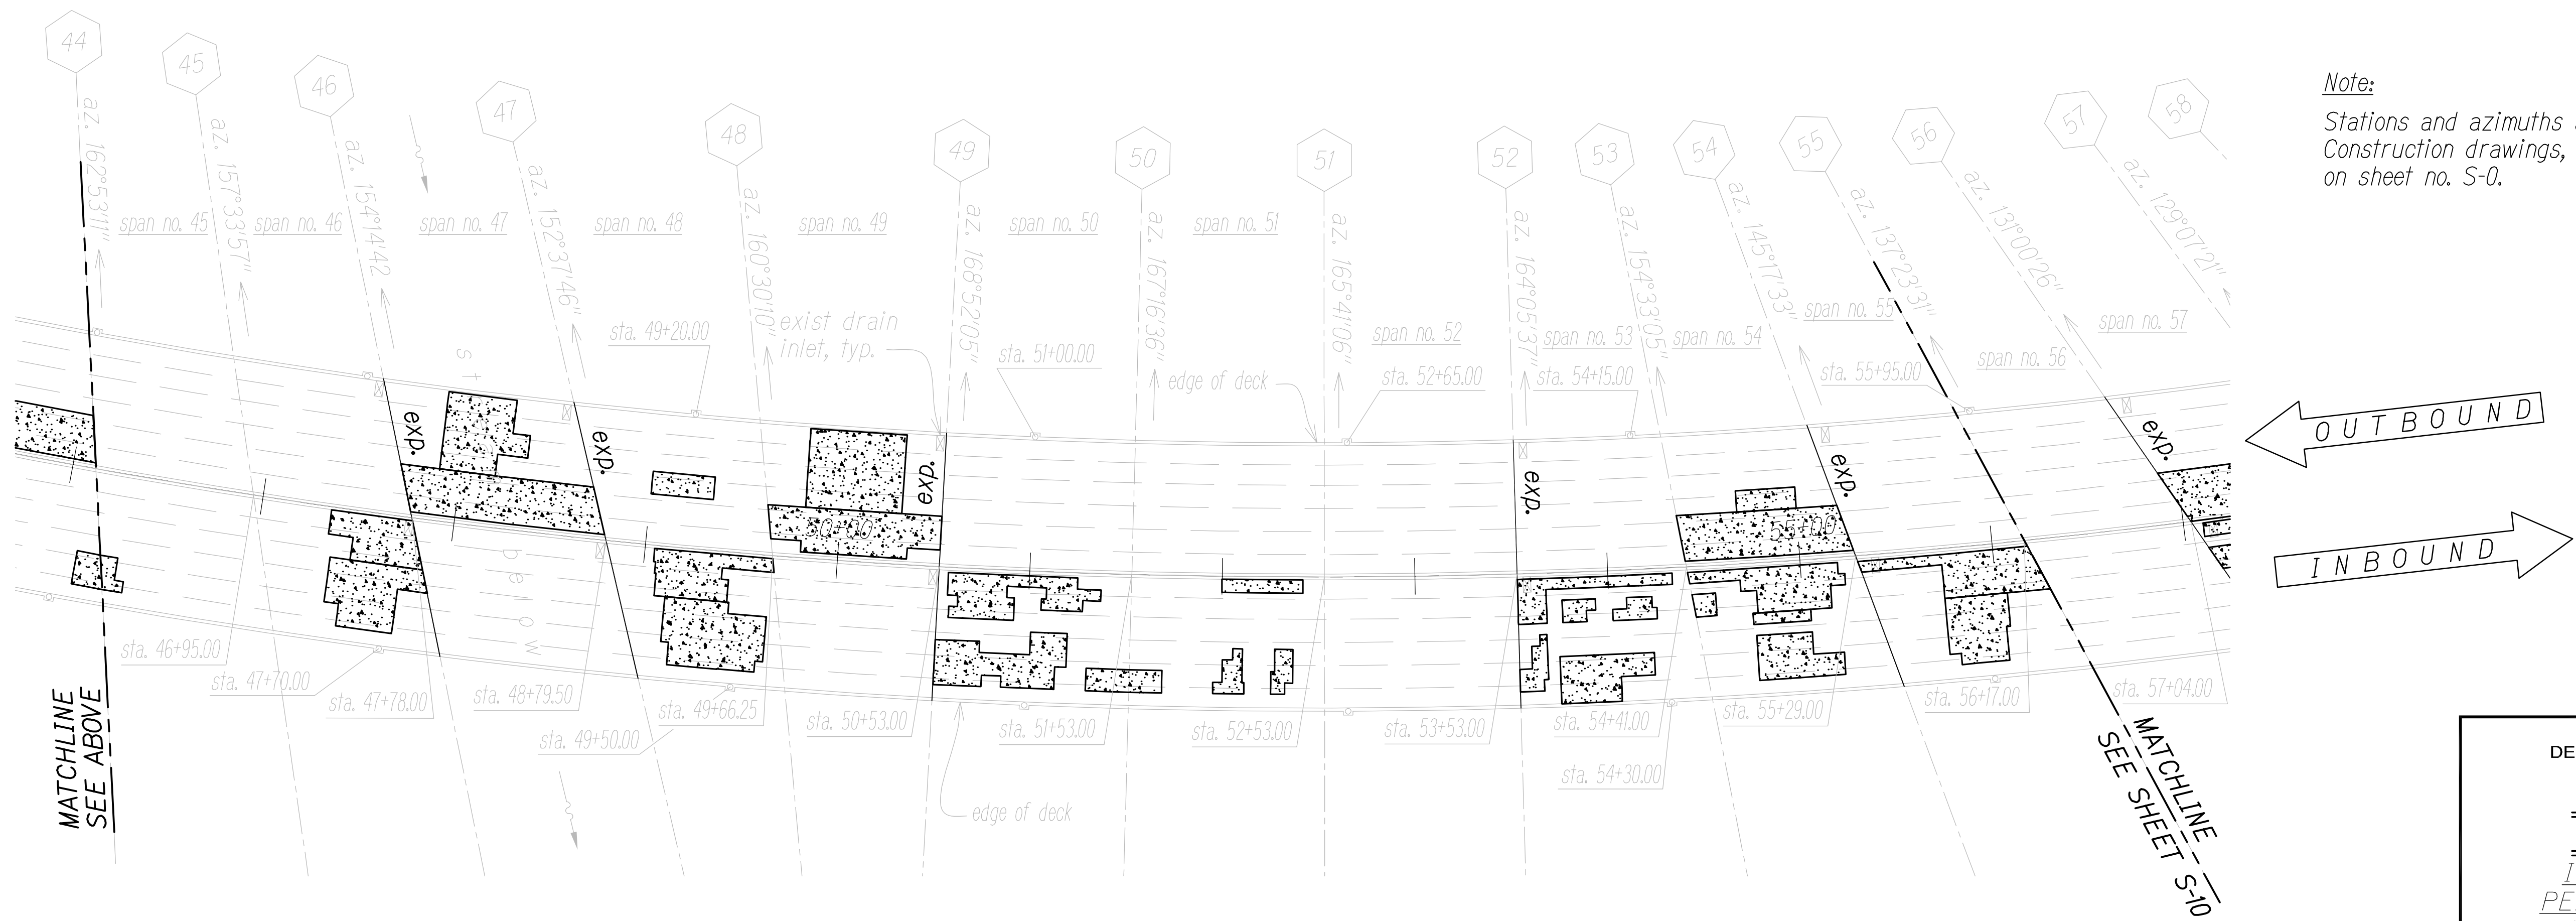 44
45
46
47
48
49
50
51
52
53
54
55
56
57
58
az. 162°53'11"
az. 157°33'57"
az. 154°14'42
az. 152°37'46"
az. 160°30'10"
az. 168°52'05"
az. 167°16'36"
az. 165°41'06"
az. 164°05'37"
az. 154°33'05"
az. 145°17'33"
az. 137°23'31"
az. 131°00'26"
az. 129°07'21"
span no. 45
span no. 46
span no. 47
span no. 48
span no. 49
span no. 50
span no. 51
span no. 52
span no. 53
span no. 54
span no. 55
span no. 56
span no. 57
Note:
Stations and azimuths
Construction drawings,
on sheet no. S-0.
sta. 49+20.00
exist drain
inlet, typ.
sta. 51+00.00
edge of deck
sta. 52+65.00
sta. 54+15.00
sta. 55+95.00
exp.
exp.
exp.
exp.
exp.
exp.
50+00
55+00
below
OUTBOUND
INBOUND
sta. 46+95.00
sta. 47+70.00
sta. 47+78.00
sta. 48+79.50
sta. 49+50.00
sta. 49+66.25
sta. 50+53.00
sta. 51+53.00
sta. 52+53.00
sta. 53+53.00
sta. 54+41.00
sta. 54+30.00
sta. 55+29.00
sta. 56+17.00
sta. 57+04.00
edge of deck
MATCHLINE
SEE ABOVE
MATCHLINE
SEE SHEET S-10
DE
I
PE